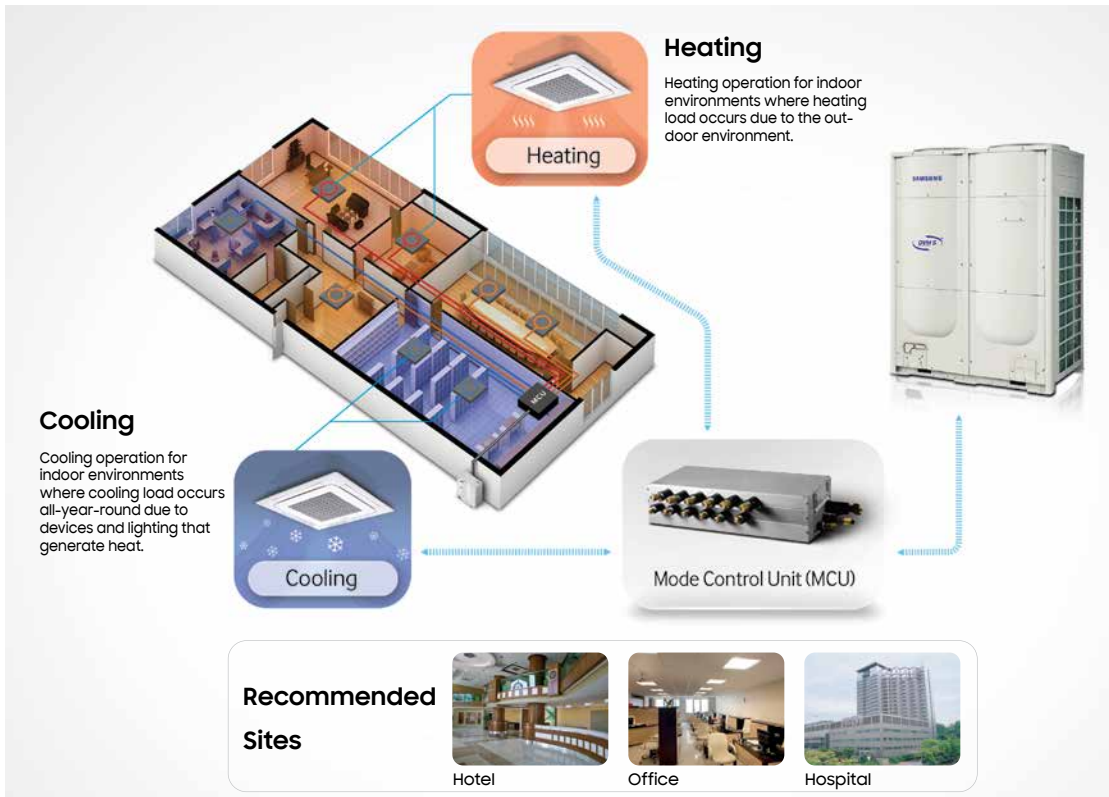 Heating
Heating operation for indoor
environments where heating
load occurs due to the out-
door environment.
Heating
SAMSUNG
DVM S
MCU
Cooling
Cooling operation for
indoor environments
where cooling load occurs
all-year-round due to
devices and lighting that
generate heat.
Cooling
Mode Control Unit (MCU)
Recommended
Sites
Hotel
Office
Hospital